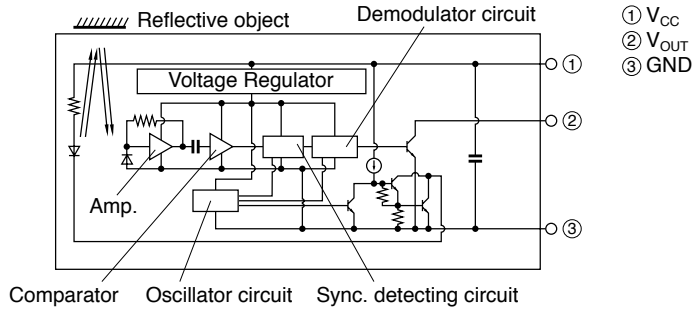 Reflective object
Demodulator circuit
① V_CC
② V_OUT
③ GND
①
Voltage Regulator
②
Amp.
③
Comparator
Oscillator circuit
Sync. detecting circuit